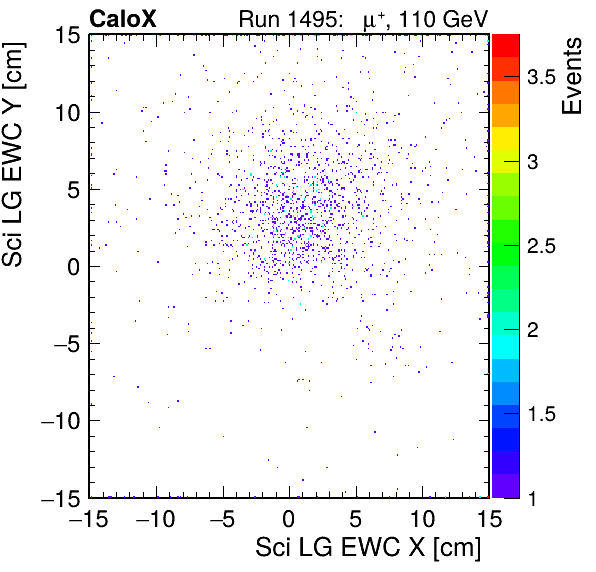 CaloX Run 1495: μ⁺, 110 GeV
Sci LG EWC Y [cm]
15
10
5
0
−5
−10
−15
−15 −10 −5 0 5 10 15
Sci LG EWC X [cm]
Events
3.5
3
2.5
2
1.5
1